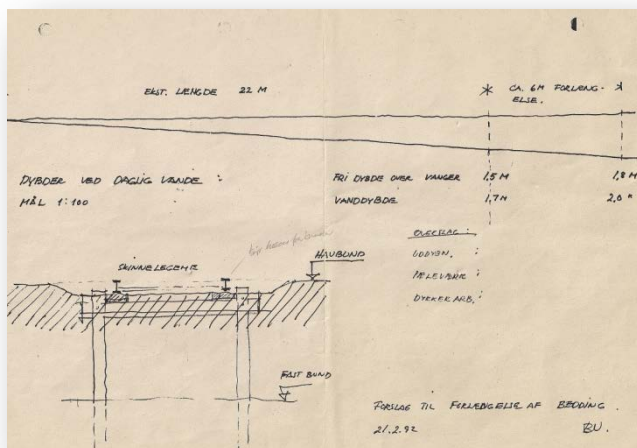 EKST. LÆNGDE 22 M
CA. 6M FORLÆNG-
ELSE.
DYBDER VED DAGLIG VANDE :
MÅL 1:100
FRI DYBDE OVER VANGER 1,5 M 1,8 M
VANDDYBDE 1,7 M 2,0 M
OVERSLAG :
UDDYBN. :
PÆLEVÆRK :
DYKKER ARB. :
SKINNELEGEME
HAVBUND
FAST BUND
FORSLAG TIL FORLÆNGELSE AF BEDDING.
21.2.92 BU.